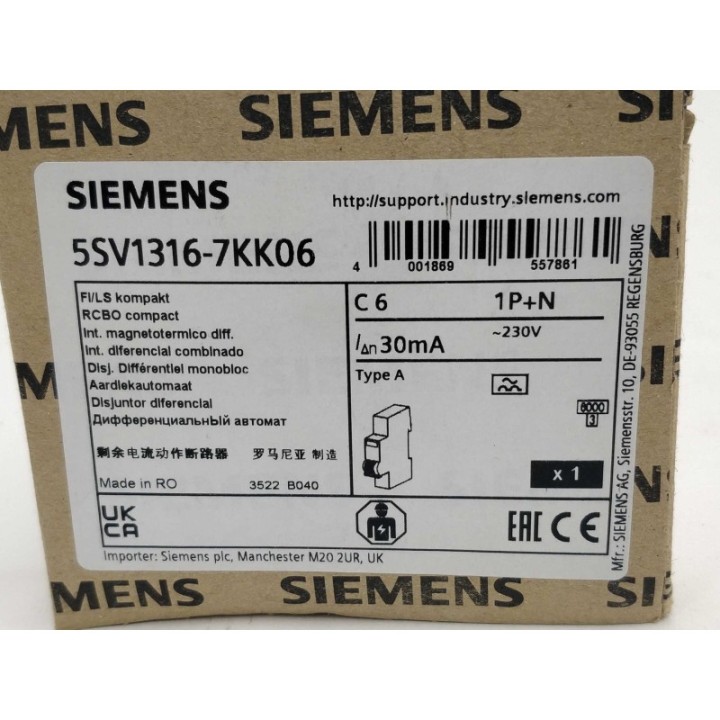 MENS SIEMENS SIEMENS
SIEMENS
http://support.industry.siemens.com
5SV1316-7KK06
4 001869 557861
FI/LS kompakt
RCBO compact
Int. magnetotermico diff.
Int. diferencial combinado
Disj. Différentiel monobloc
Aardlekautomaat
Disjuntor diferencial
Дифференциальный автомат
剩余电流动作断路器 罗马尼亚 制造
Made in RO 3522 B040
C 6 1P+N
I∆n 30mA ~230V
Type A
6000
3
x 1
UK
CA
EAC CE
Importer: Siemens plc, Manchester M20 2UR, UK
Mfr.: SIEMENS AG, Siemensstr. 10, DE-93055 REGENSBURG
MENS SIEMENS SIEM